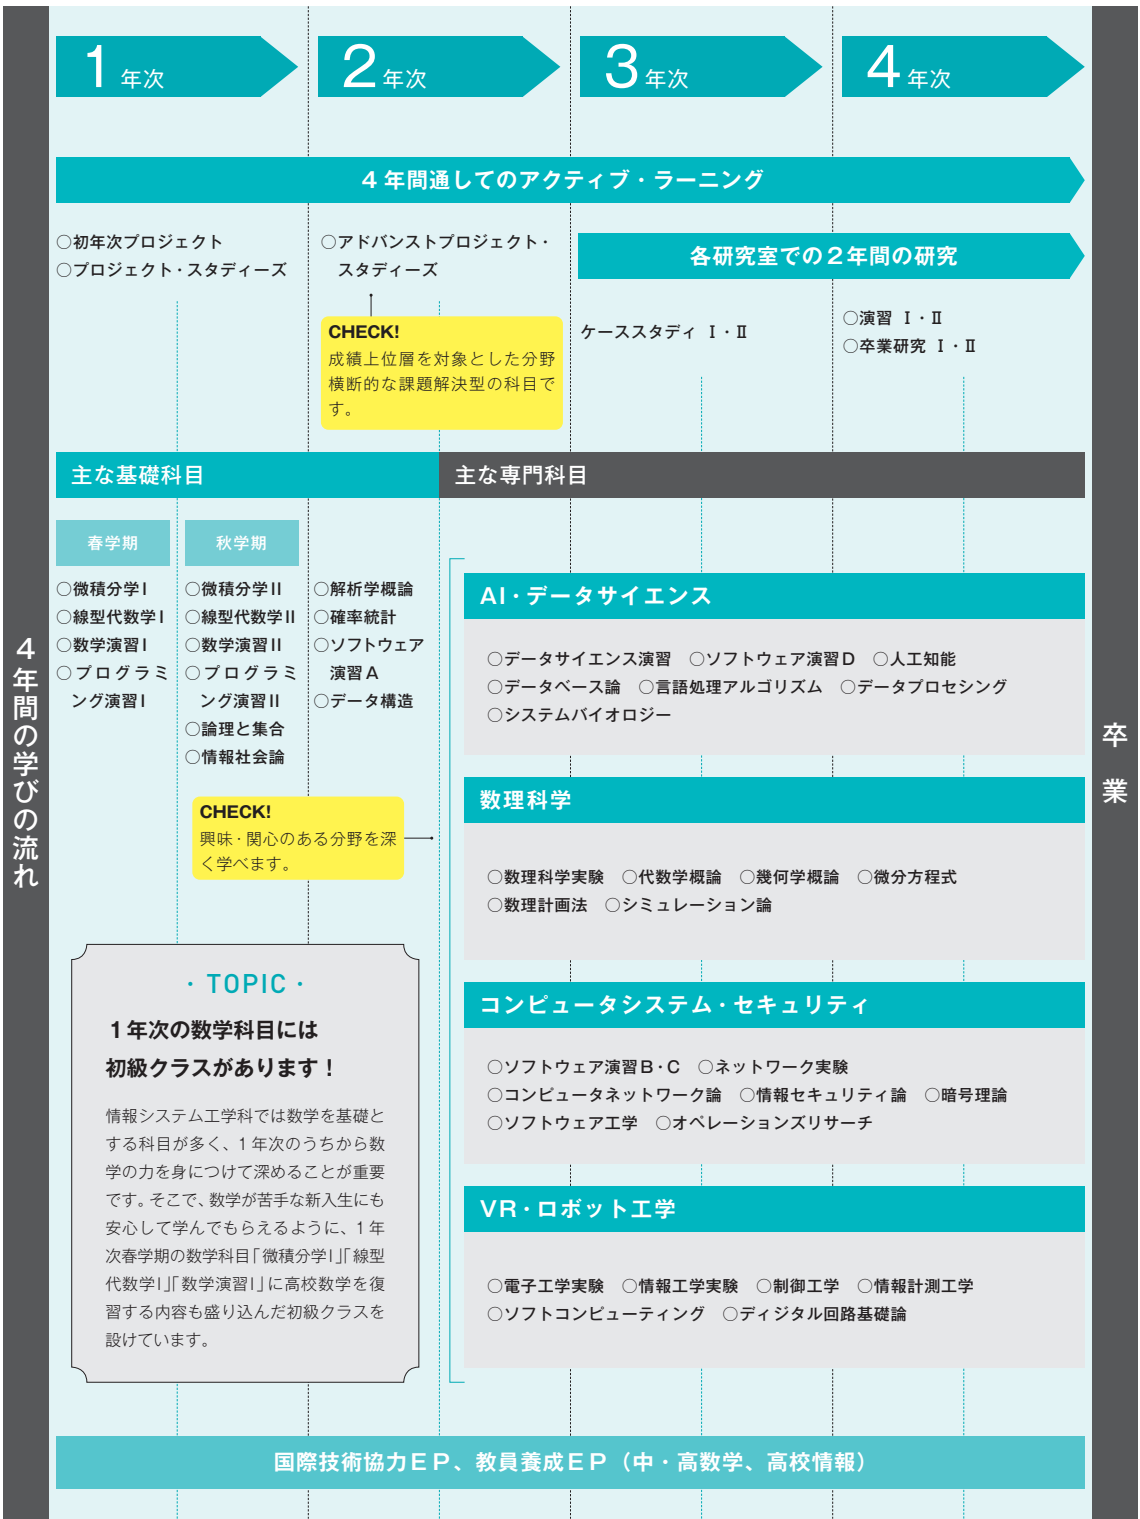 4年間の学びの流れ
1年次
2年次
3年次
4年次
4年間通してのアクティブ・ラーニング
○初年次プロジェクト
○プロジェクト・スタディーズ
○アドバンストプロジェクト・
スタディーズ
CHECK!
成績上位層を対象とした分野
横断的な課題解決型の科目で
す。
各研究室での2年間の研究
ケーススタディ Ⅰ・Ⅱ
○演習 Ⅰ・Ⅱ
○卒業研究 Ⅰ・Ⅱ
主な基礎科目
主な専門科目
春学期
○微積分学Ⅰ
○線型代数学Ⅰ
○数学演習Ⅰ
○プログラミ
ング演習Ⅰ
秋学期
○微積分学Ⅱ
○線型代数学Ⅱ
○数学演習Ⅱ
○プログラミ
ング演習Ⅱ
○論理と集合
○情報社会論
○解析学概論
○確率統計
○ソフトウェア
演習A
○データ構造
CHECK!
興味・関心のある分野を深
く学べます。
・TOPIC・
1年次の数学科目には
初級クラスがあります！
情報システム工学科では数学を基礎と
する科目が多く、1年次のうちから数
学の力を身につけて深めることが重要
です。そこで、数学が苦手な新入生にも
安心して学んでもらえるように、1年
次春学期の数学科目「微積分学Ⅰ」「線型
代数学Ⅰ」「数学演習Ⅰ」に高校数学を復
習する内容も盛り込んだ初級クラスを
設けています。
AI・データサイエンス
○データサイエンス演習 ○ソフトウェア演習D ○人工知能
○データベース論 ○言語処理アルゴリズム ○データプロセシング
○システムバイオロジー
数理科学
○数理科学実験 ○代数学概論 ○幾何学概論 ○微分方程式
○数理計画法 ○シミュレーション論
コンピュータシステム・セキュリティ
○ソフトウェア演習B・C ○ネットワーク実験
○コンピュータネットワーク論 ○情報セキュリティ論 ○暗号理論
○ソフトウェア工学 ○オペレーションズリサーチ
VR・ロボット工学
○電子工学実験 ○情報工学実験 ○制御工学 ○情報計測工学
○ソフトコンピューティング ○ディジタル回路基礎論
国際技術協力EP、教員養成EP（中・高数学、高校情報）
卒業